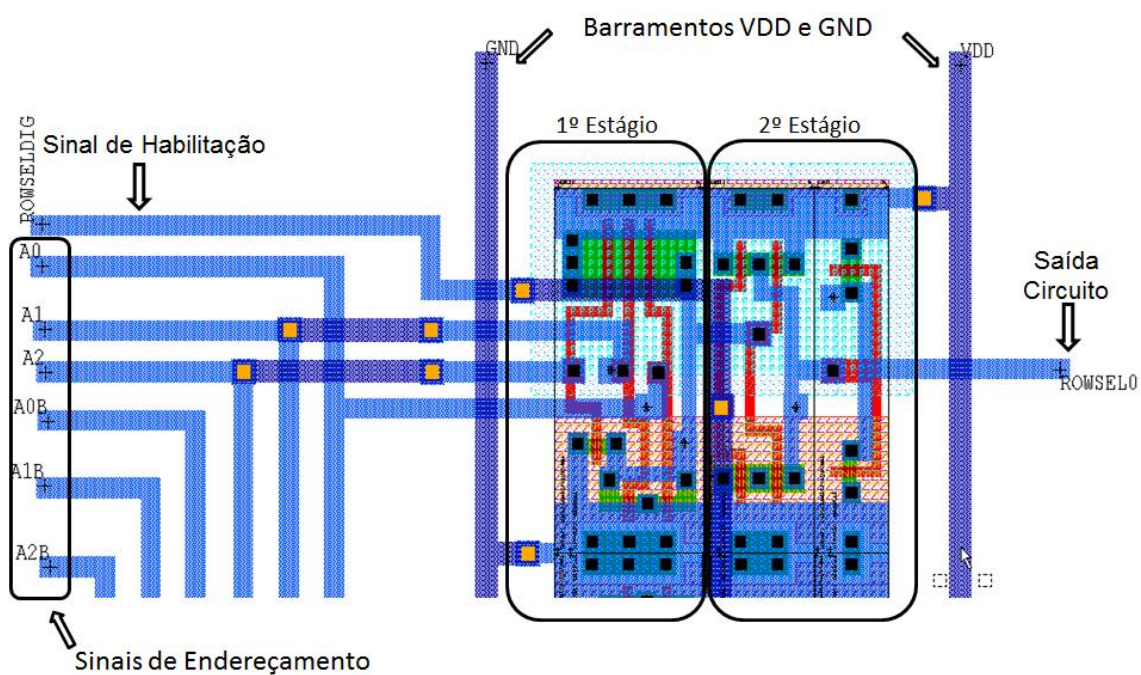 Barramentos VDD e GND
GND
VDD
1º Estágio
2º Estágio
ROWSELDIG
Sinal de Habilitação
A0
A1
A2
A0B
A1B
A2B
Saída
Circuito
ROWSEL0
Sinais de Endereçamento